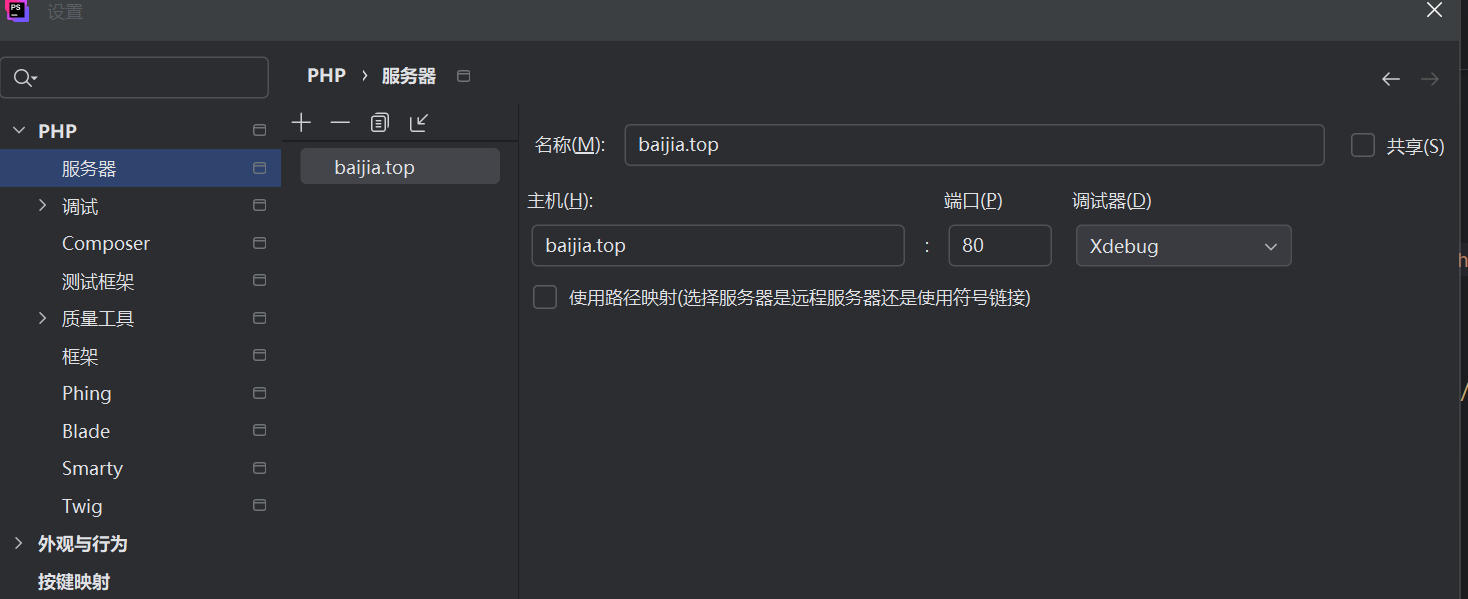 PS
设置
PHP › 服务器
PHP
服务器
调试
Composer
测试框架
质量工具
框架
Phing
Blade
Smarty
Twig
外观与行为
按键映射
baijia.top
名称(M): baijia.top 共享(S)
主机(H): 端口(P) 调试器(D)
baijia.top : 80 Xdebug
使用路径映射(选择服务器是远程服务器还是使用符号链接)
h
/